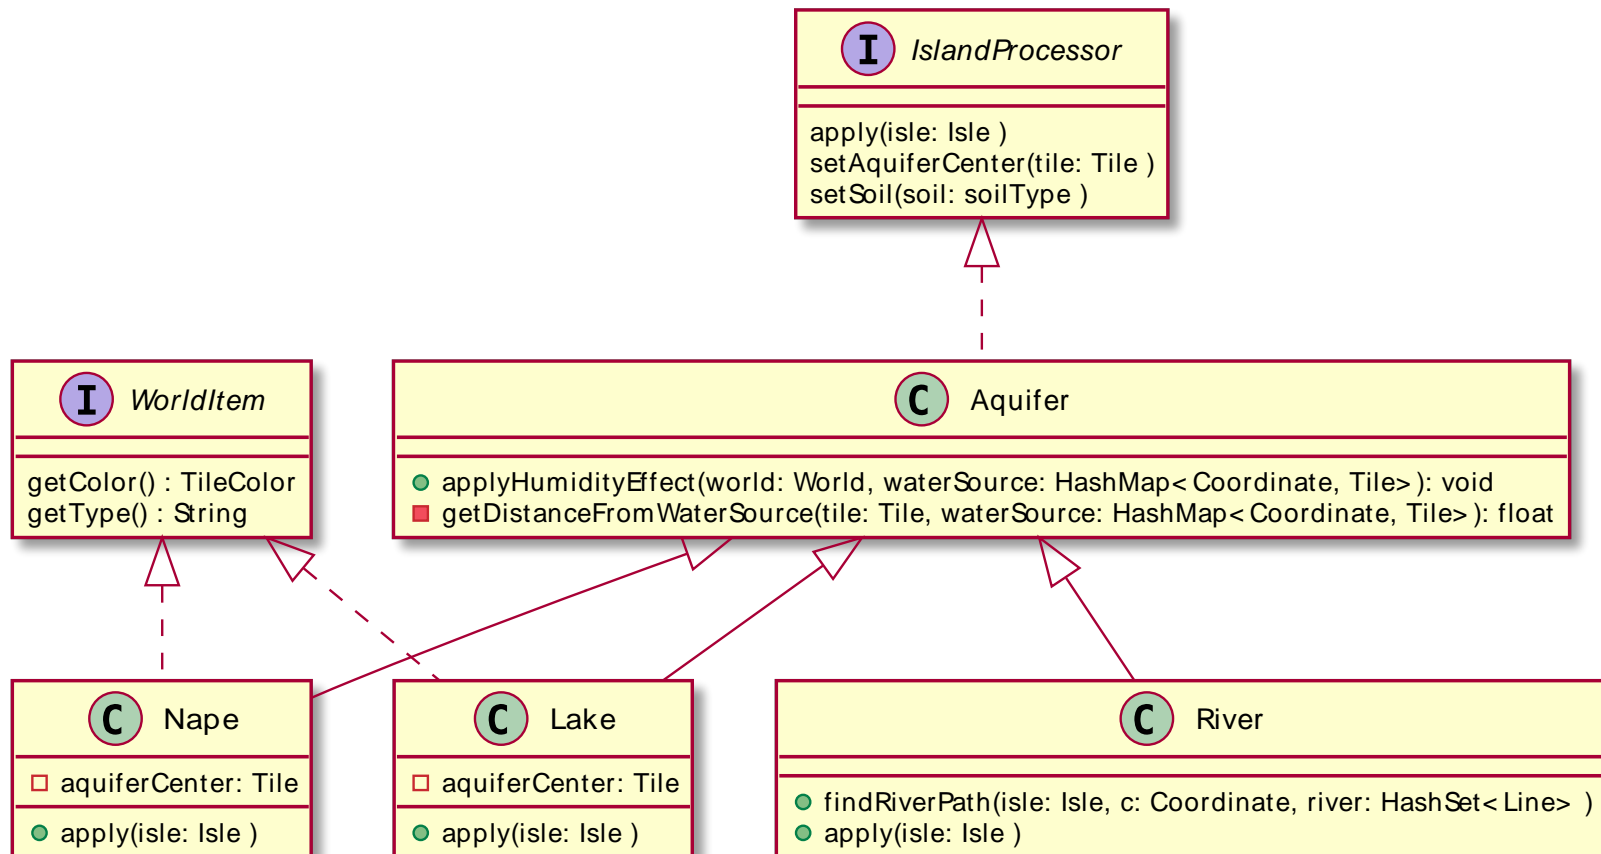 I IslandProcessor
apply(isle: Isle )
setAquiferCenter(tile: Tile )
setSoil(soil: soilType )
I WorldItem
getColor() : TileColor
getType() : String
C Aquifer
applyHumidityEffect(world: World, waterSource: HashMap<Coordinate, Tile>): void
getDistanceFromWaterSource(tile: Tile, waterSource: HashMap<Coordinate, Tile>): float
C Nape
aquiferCenter: Tile
apply(isle: Isle )
C Lake
aquiferCenter: Tile
apply(isle: Isle )
C River
findRiverPath(isle: Isle, c: Coordinate, river: HashSet<Line> )
apply(isle: Isle )